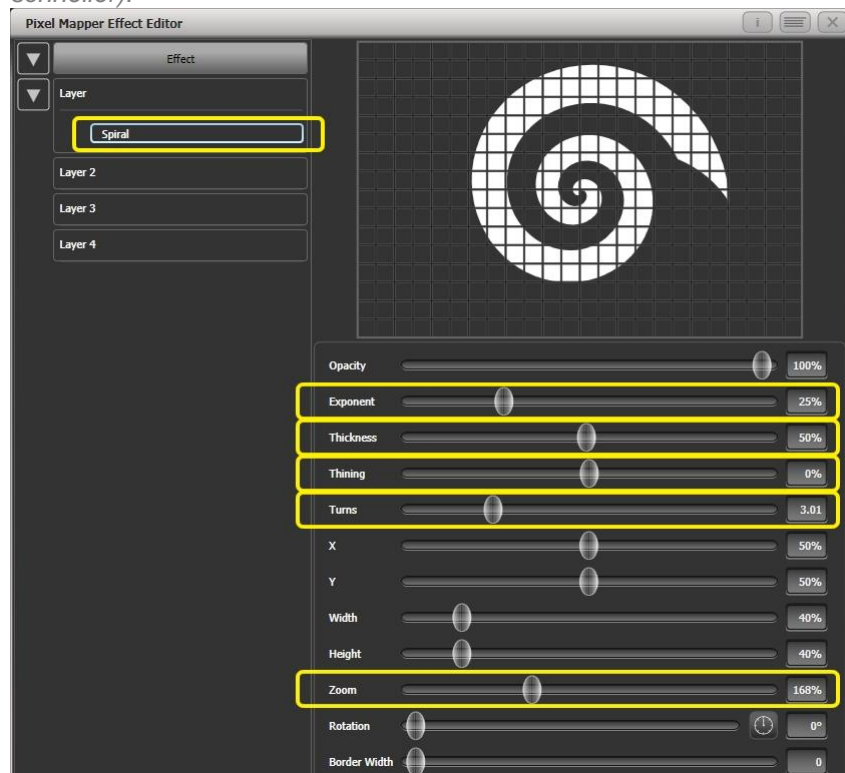 Pixel Mapper Effect Editor
Effect
Layer
Spiral
Layer 2
Layer 3
Layer 4
Opacity 100%
Exponent 25%
Thickness 50%
Thining 0%
Turns 3.01
X 50%
Y 50%
Width 40%
Height 40%
Zoom 168%
Rotation 0°
Border Width 0